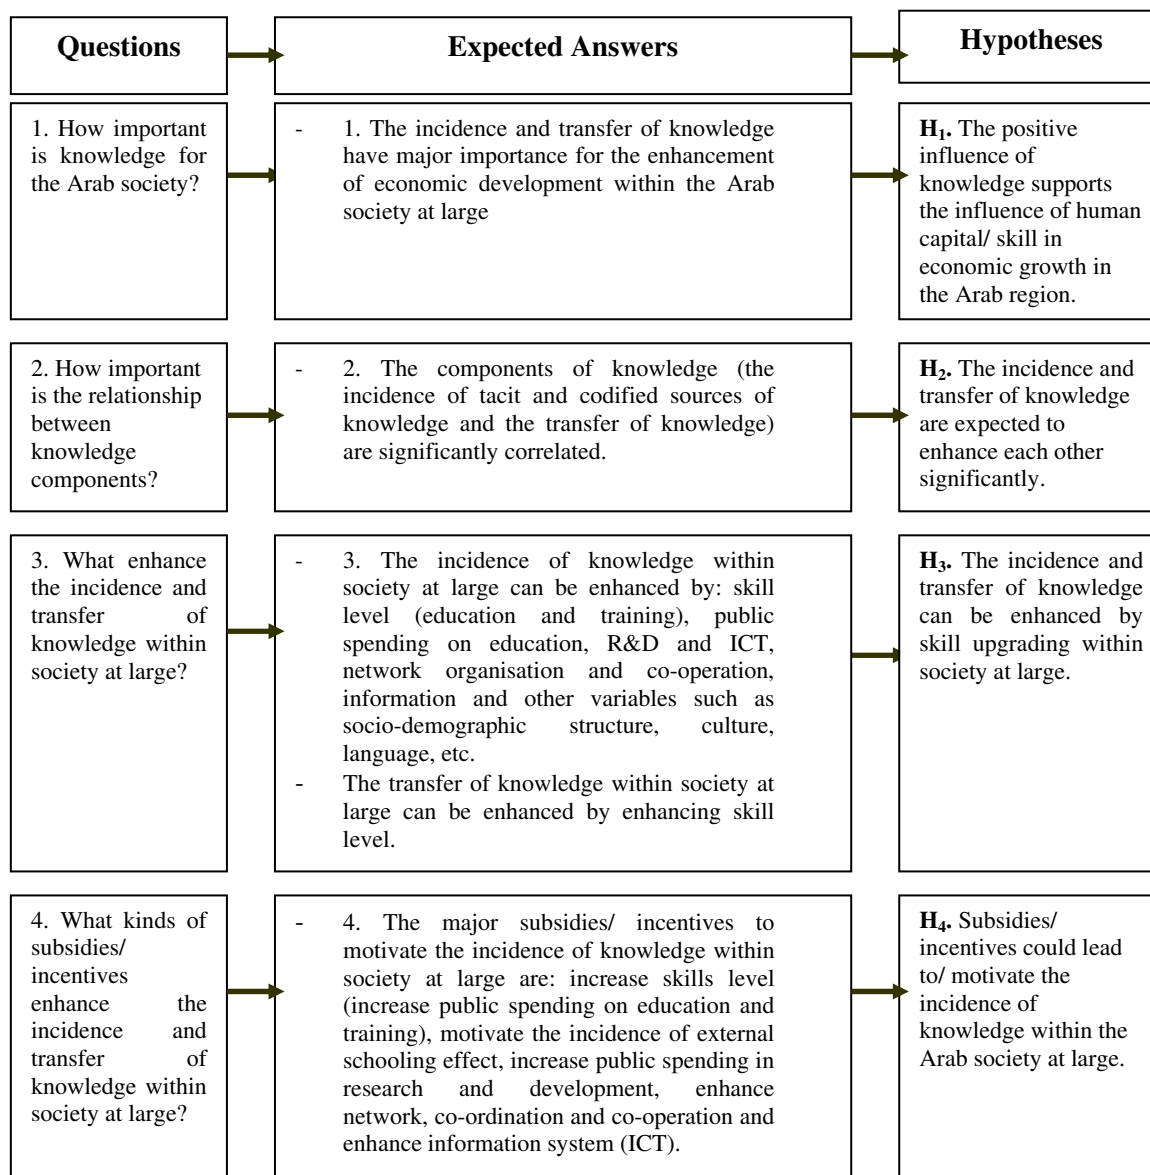 Questions
Expected Answers
Hypotheses
1. How important
is knowledge for
the Arab society?
- 1. The incidence and transfer of knowledge
have major importance for the enhancement
of economic development within the Arab
society at large
H1. The positive
influence of
knowledge supports
the influence of human
capital/ skill in
economic growth in
the Arab region.
2. How important
is the relationship
between
knowledge
components?
- 2. The components of knowledge (the
incidence of tacit and codified sources of
knowledge and the transfer of knowledge)
are significantly correlated.
H2. The incidence and
transfer of knowledge
are expected to
enhance each other
significantly.
3. What enhance
the incidence and
transfer of
knowledge within
society at large?
- 3. The incidence of knowledge within
society at large can be enhanced by: skill
level (education and training), public
spending on education, R&D and ICT,
network organisation and co-operation,
information and other variables such as
socio-demographic structure, culture,
language, etc.
- The transfer of knowledge within society at
large can be enhanced by enhancing skill
level.
H3. The incidence and
transfer of knowledge
can be enhanced by
skill upgrading within
society at large.
4. What kinds of
subsidies/
incentives
enhance the
incidence and
transfer of
knowledge within
society at large?
- 4. The major subsidies/ incentives to
motivate the incidence of knowledge within
society at large are: increase skills level
(increase public spending on education and
training), motivate the incidence of external
schooling effect, increase public spending in
research and development, enhance
network, co-ordination and co-operation and
enhance information system (ICT).
H4. Subsidies/
incentives could lead
to/ motivate the
incidence of
knowledge within the
Arab society at large.